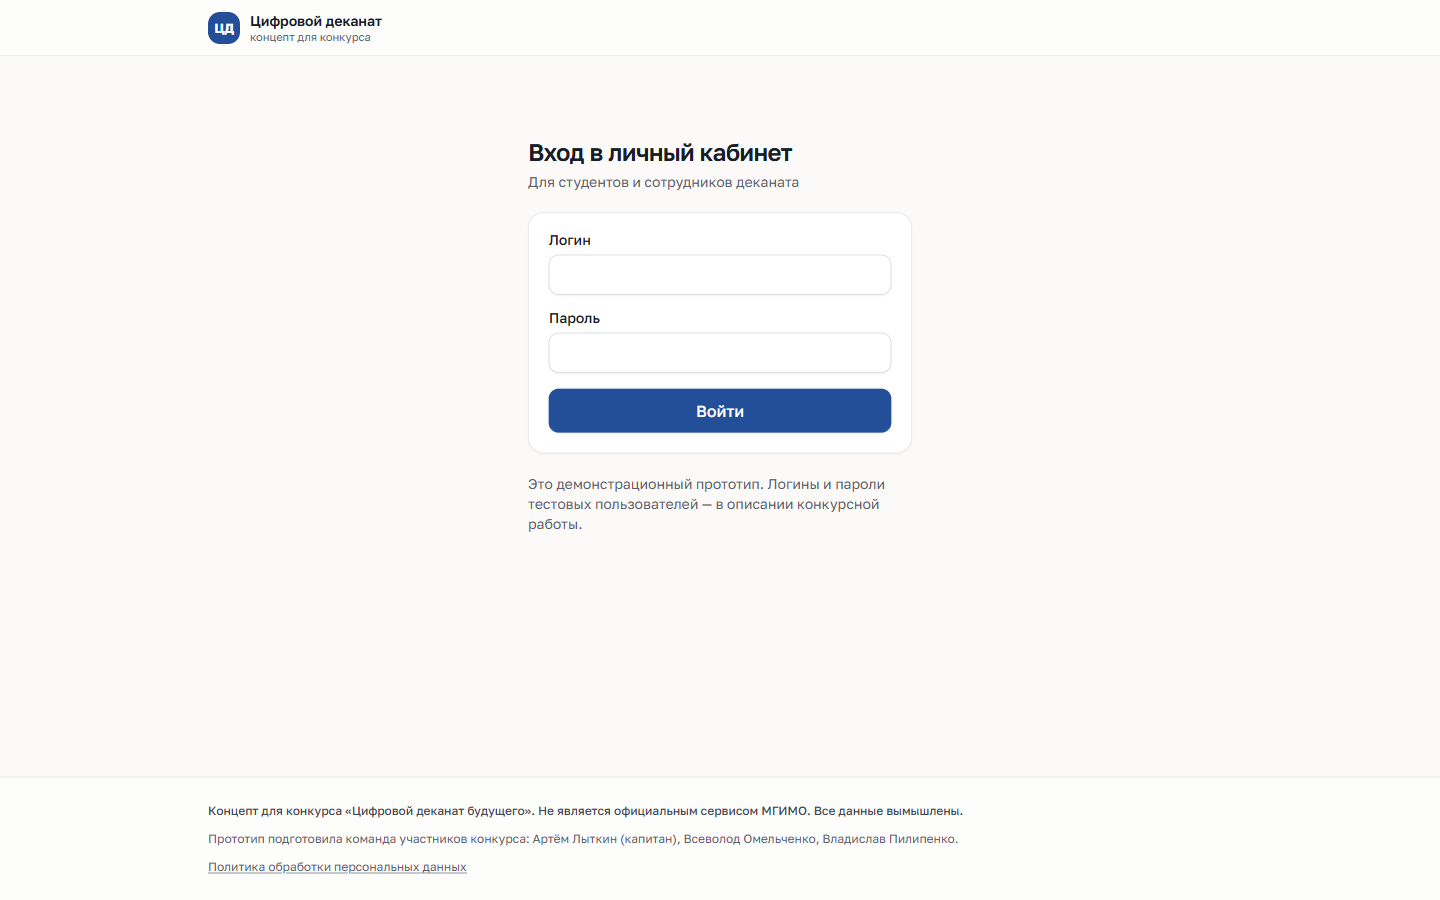 ЦД
Цифровой деканат
концепт для конкурса
Вход в личный кабинет
Для студентов и сотрудников деканата
Логин
Пароль
Войти
Это демонстрационный прототип. Логины и пароли
тестовых пользователей — в описании конкурсной
работы.
Концепт для конкурса «Цифровой деканат будущего». Не является официальным сервисом МГИМО. Все данные вымышлены.
Прототип подготовила команда участников конкурса: Артём Лыткин (капитан), Всеволод Омельченко, Владислав Пилипенко.
Политика обработки персональных данных